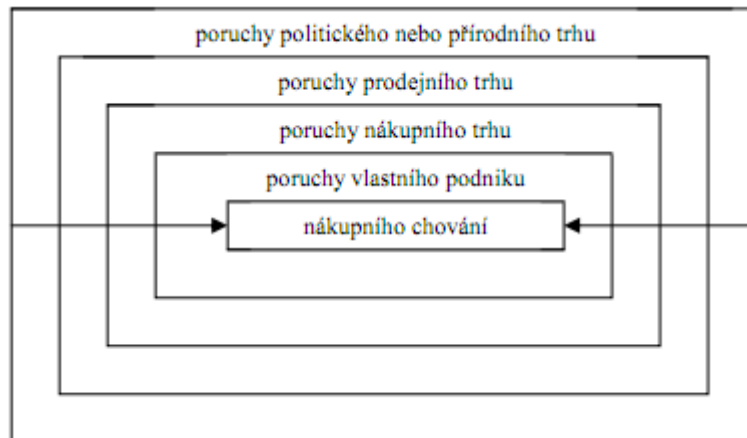 poruchy politického nebo přírodního trhu
poruchy prodejního trhu
poruchy nákupního trhu
poruchy vlastního podniku
nákupního chování